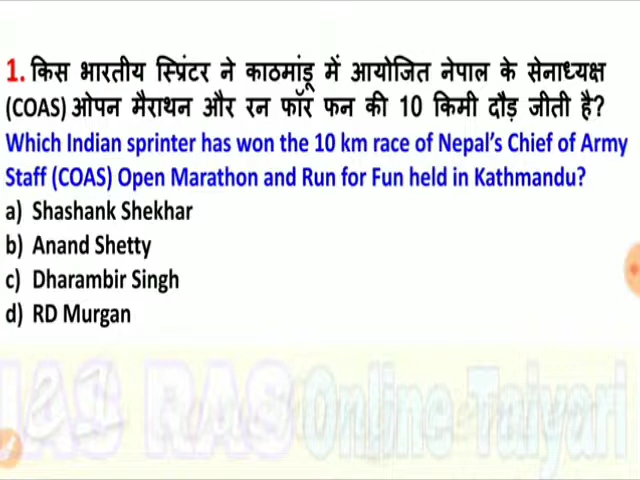 1. किस भारतीय स्प्रिंटर ने काठमांडू में आयोजित नेपाल के सेनाध्यक्ष
(COAS) ओपन मैराथन और रन फॉर फन की 10 किमी दौड़ जीती है?
Which Indian sprinter has won the 10 km race of Nepal's Chief of Army
Staff (COAS) Open Marathon and Run for Fun held in Kathmandu?
a) Shashank Shekhar
b) Anand Shetty
c) Dharambir Singh
d) RD Murgan
IAS RAS Online Taiyari